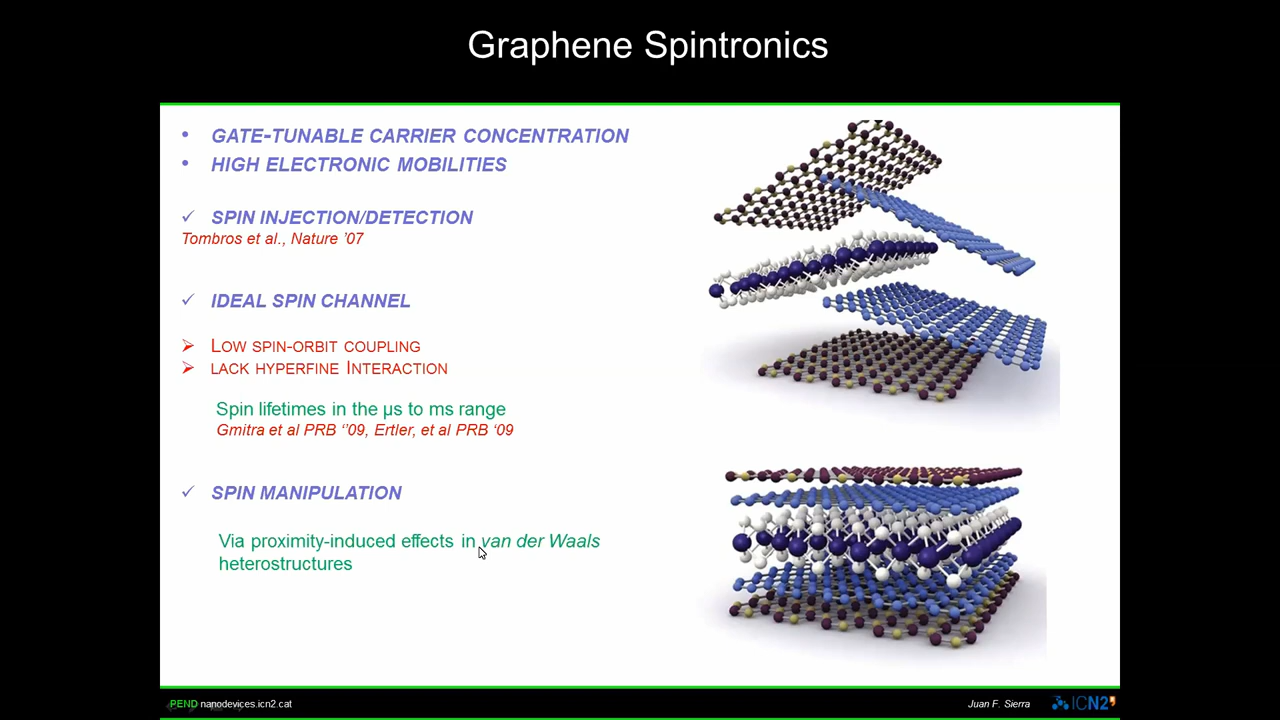 Graphene Spintronics
• GATE-TUNABLE CARRIER CONCENTRATION
• HIGH ELECTRONIC MOBILITIES
✓ SPIN INJECTION/DETECTION
Tombros et al., Nature '07
✓ IDEAL SPIN CHANNEL
➢ LOW SPIN-ORBIT COUPLING
➢ LACK HYPERFINE INTERACTION
Spin lifetimes in the µs to ms range
Gmitra et al PRB ‘’09, Ertler, et al PRB ‘09
✓ SPIN MANIPULATION
Via proximity-induced effects in van der Waals
heterostructures
PEND nanodevices.icn2.cat
Juan F. Sierra
ICN2